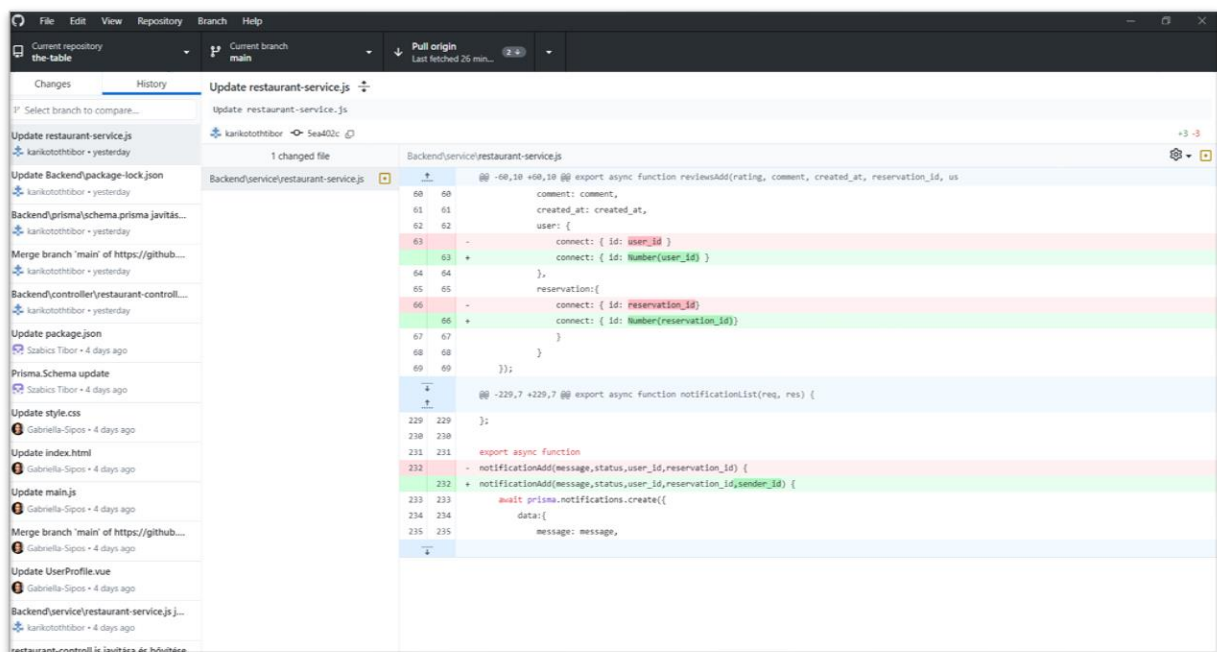 File Edit View Repository Branch Help
Current repository
the-table
Current branch
main
Pull origin
Last fetched 26 min...
2
Changes History
Select branch to compare...
Update restaurant-service.js
karikotothtibor • yesterday
Update Backend\package-lock.json
karikotothtibor • yesterday
Backend\prisma\schema.prisma javítás...
karikotothtibor • yesterday
Merge branch 'main' of https://github....
karikotothtibor • yesterday
Backend\controller\restaurant-controll....
karikotothtibor • yesterday
Update package.json
Szabics Tibor • 4 days ago
Prisma.Schema update
Szabics Tibor • 4 days ago
Update style.css
Gabriella-Sipos • 4 days ago
Update index.html
Gabriella-Sipos • 4 days ago
Update main.js
Gabriella-Sipos • 4 days ago
Merge branch 'main' of https://github....
Gabriella-Sipos • 4 days ago
Update UserProfile.vue
Gabriella-Sipos • 4 days ago
Backend\service\restaurant-service.js j...
karikotothtibor • 4 days ago
restaurant-controll.js javítása és bővítése
Update restaurant-service.js
Update restaurant-service.js
karikotothtibor 5ea402c
+3 -3
1 changed file
Backend\service\restaurant-service.js
Backend\service\restaurant-service.js
@@ -60,10 +60,10 @@ export async function reviewsAdd(rating, comment, created_at, reservation_id, us
60 60 comment: comment,
61 61 created_at: created_at,
62 62 user: {
63 - connect: { id: user_id }
63 + connect: { id: Number(user_id) }
64 64 },
65 65 reservation:{
66 - connect: { id: reservation_id}
66 + connect: { id: Number(reservation_id)}
67 67 }
68 68 }
69 69 });
@@ -229,7 +229,7 @@ export async function notificationList(req, res) {
229 229 };
230 230
231 231 export async function
232 - notificationAdd(message,status,user_id,reservation_id) {
232 + notificationAdd(message,status,user_id,reservation_id,sender_id) {
233 233 await prisma.notifications.create({
234 234 data:{
235 235 message: message,